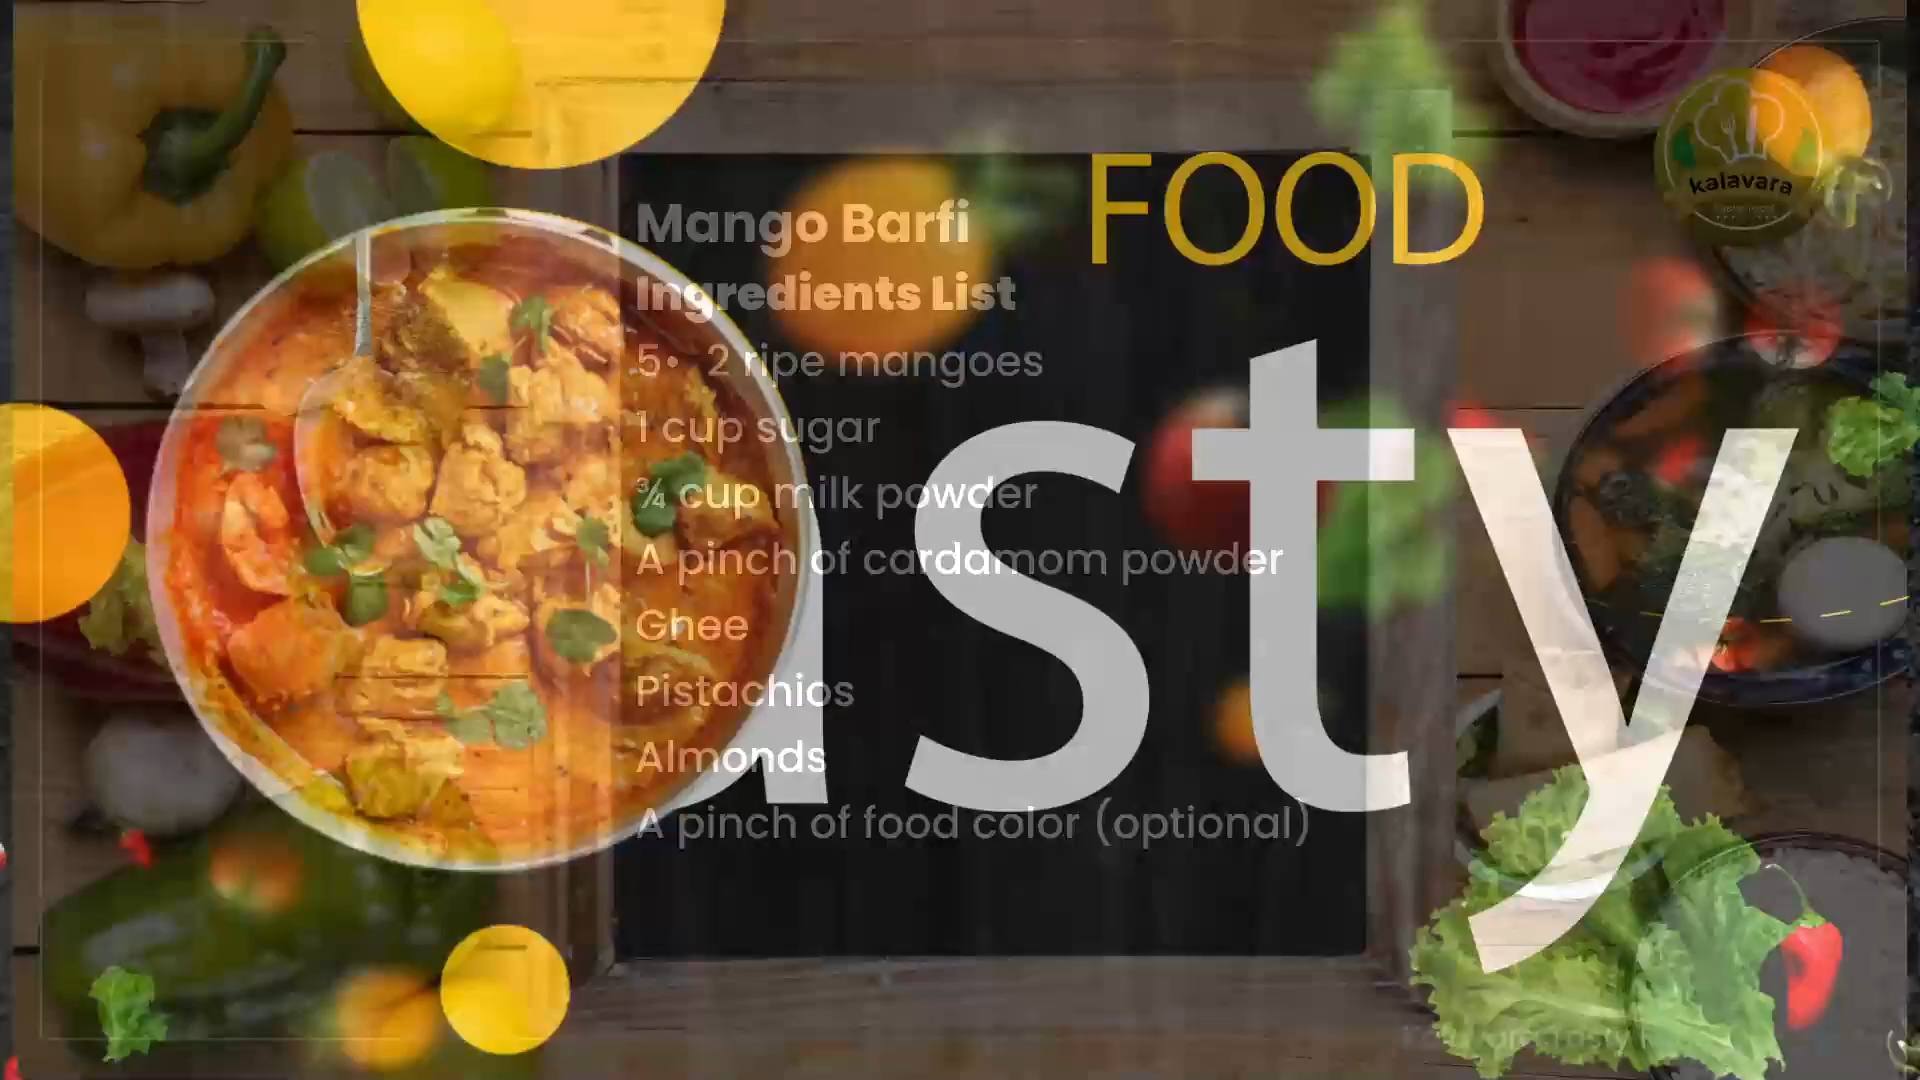 FOOD
asty
kalavara
Mango Barfi
Ingredients List
5• 2 ripe mangoes
1 cup sugar
¾ cup milk powder
A pinch of cardamom powder
Ghee
Pistachios
Almonds
A pinch of food color (optional)